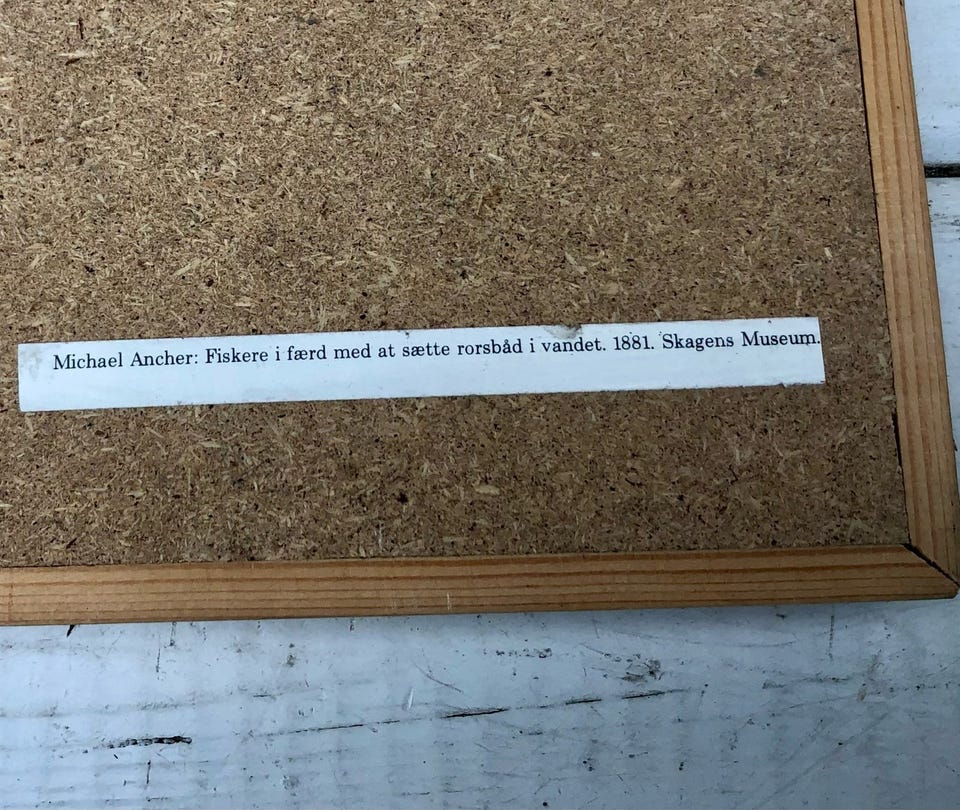 Michael Ancher: Fiskere i færd med at sætte rorsbåd i vandet. 1881. Skagens Museum.